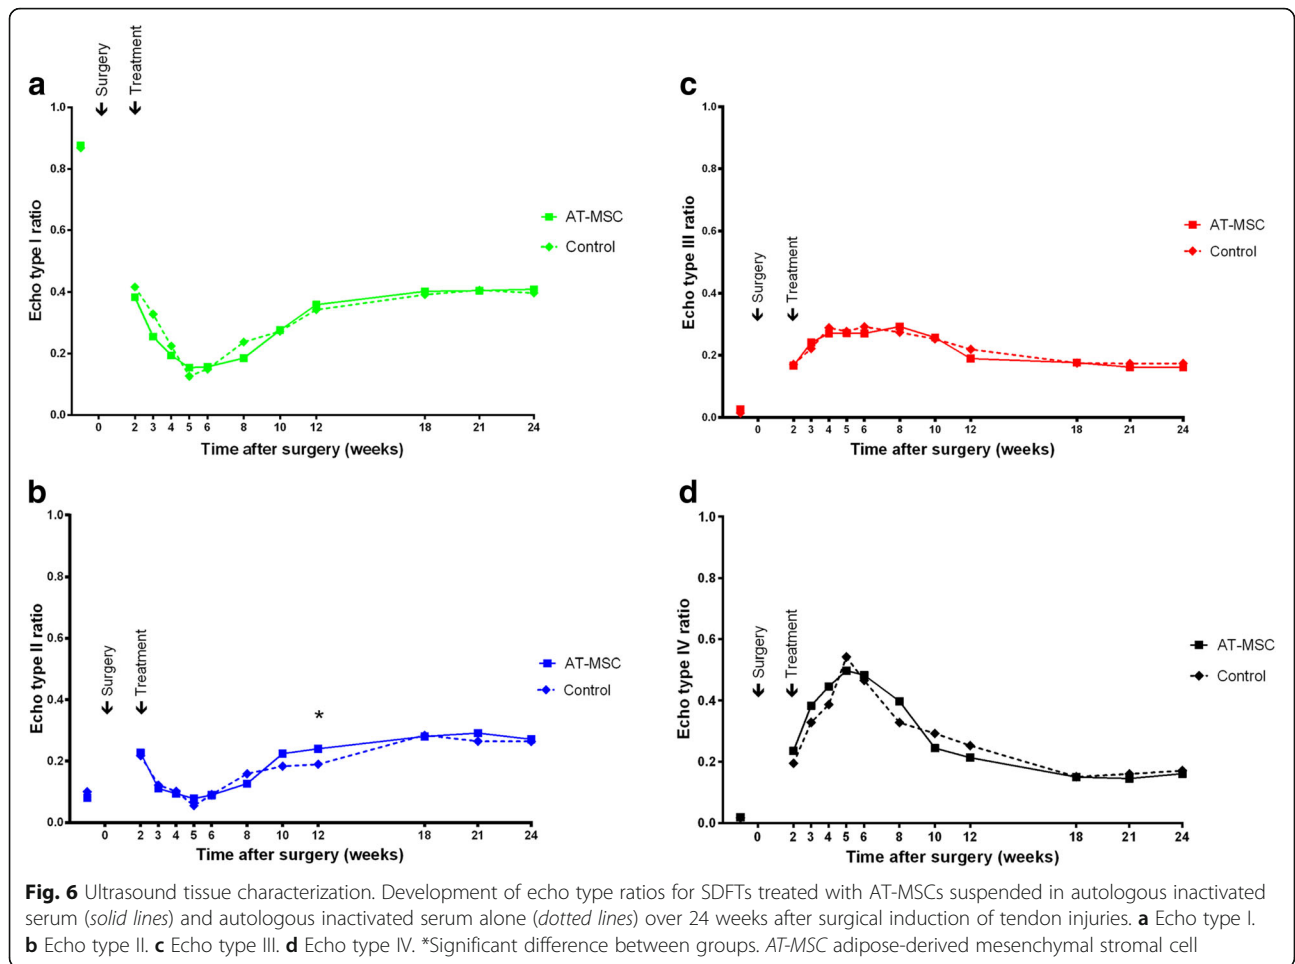 a
Surgery
Treatment
1.0
0.8
0.6
0.4
0.2
0.0
Echo type I ratio
0 2 3 4 5 6 8 10 12 18 21 24
Time after surgery (weeks)
AT-MSC
Control
c
Surgery
Treatment
1.0
0.8
0.6
0.4
0.2
0.0
Echo type III ratio
0 2 3 4 5 6 8 10 12 18 21 24
Time after surgery (weeks)
AT-MSC
Control
b
Surgery
Treatment
1.0
0.8
0.6
0.4
0.2
0.0
Echo type II ratio
*
0 2 3 4 5 6 8 10 12 18 21 24
Time after surgery (weeks)
AT-MSC
Control
d
Surgery
Treatment
1.0
0.8
0.6
0.4
0.2
0.0
Echo type IV ratio
0 2 3 4 5 6 8 10 12 18 21 24
Time after surgery (weeks)
AT-MSC
Control
Fig. 6 Ultrasound tissue characterization. Development of echo type ratios for SDFTs treated with AT-MSCs suspended in autologous inactivated
serum (solid lines) and autologous inactivated serum alone (dotted lines) over 24 weeks after surgical induction of tendon injuries. a Echo type I.
b Echo type II. c Echo type III. d Echo type IV. *Significant difference between groups. AT-MSC adipose-derived mesenchymal stromal cell